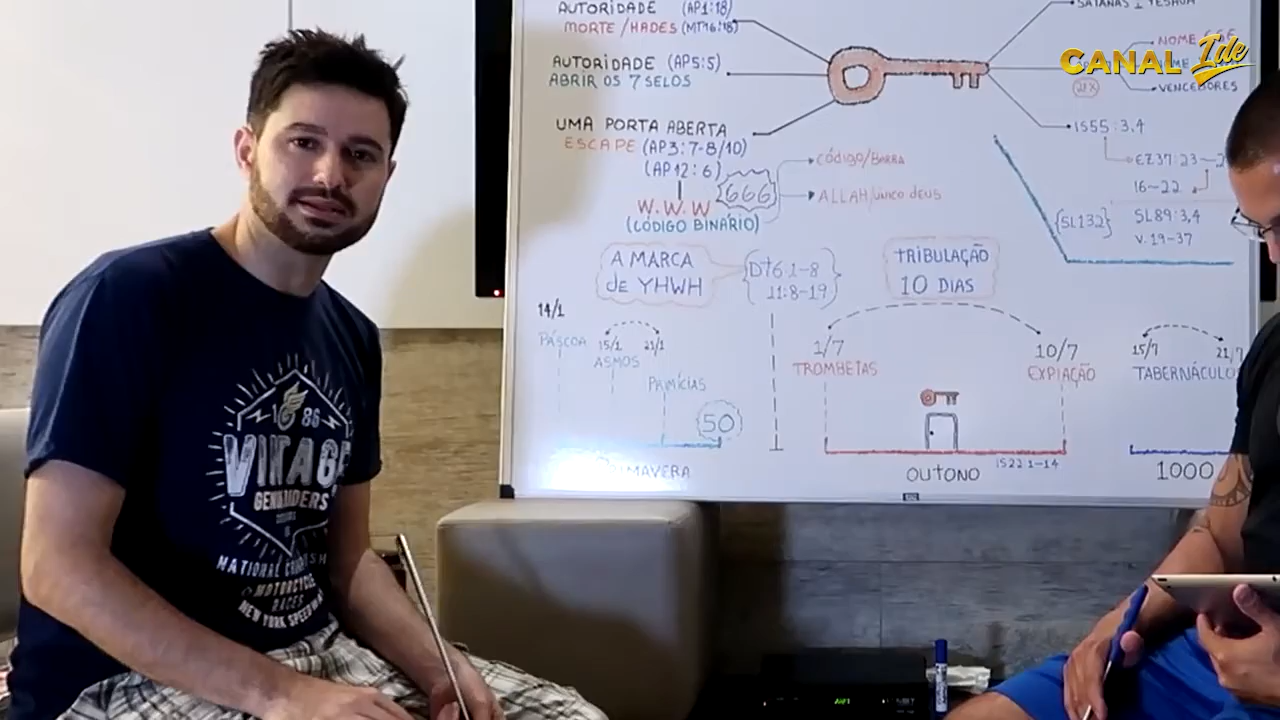 AUTORIDADE (AP1:18)
MORTE/HADES (MT16:18)
AUTORIDADE (AP5:5)
ABRIR OS 7 SELOS
UMA PORTA ABERTA
ESCAPE (AP3:7-8/10)
(AP12:6)
W.W.W
(CÓDIGO BINÁRIO)
666
CÓDIGO/BARRA
ALLAH/ÚNICO DEUS
SATANÁS
YESHUA
NOME
CANAL Ide
VENCEDORES
IS55:3,4
EZ37:23-2
16-22
{SL132}
SL89:3,4
V.19-37
A MARCA
de YHWH
{Dt6:1-8
11:8-19}
TRIBULAÇÃO
10 DIAS
14/1
PÁSCOA
15/1
21/1
ASMOS
PRIMÍCIAS
50
PRIMAVERA
1/7
TROMBETAS
10/7
EXPIAÇÃO
OUTONO
IS22:1-14
15/7
21/7
TABERNÁCULO
1000
1986
VINTAGE
NATIONAL
MOTORCYCLE
RACES
NEW YORK SPEEDWAY